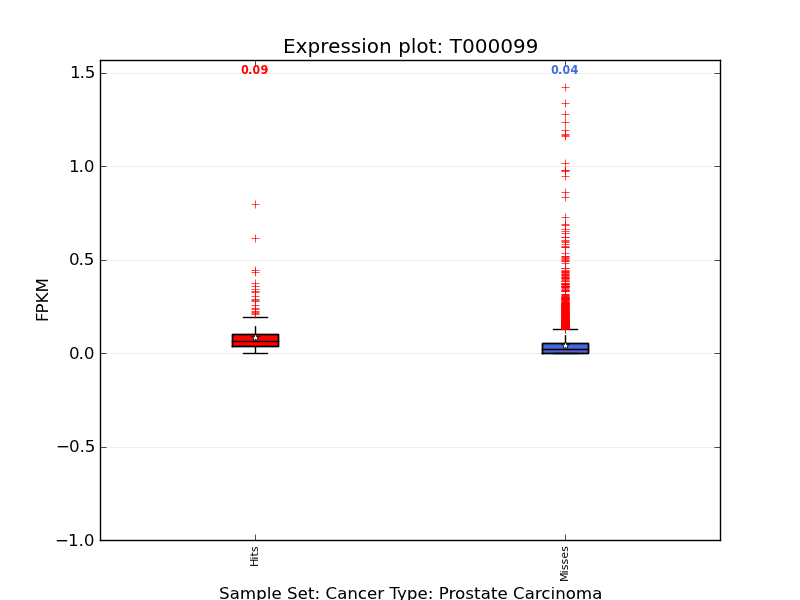 Expression plot: T000099
0.09
0.04
1.5
1.0
0.5
0.0
−0.5
−1.0
FPKM
Hits
Misses
Sample Set: Cancer Type: Prostate Carcinoma